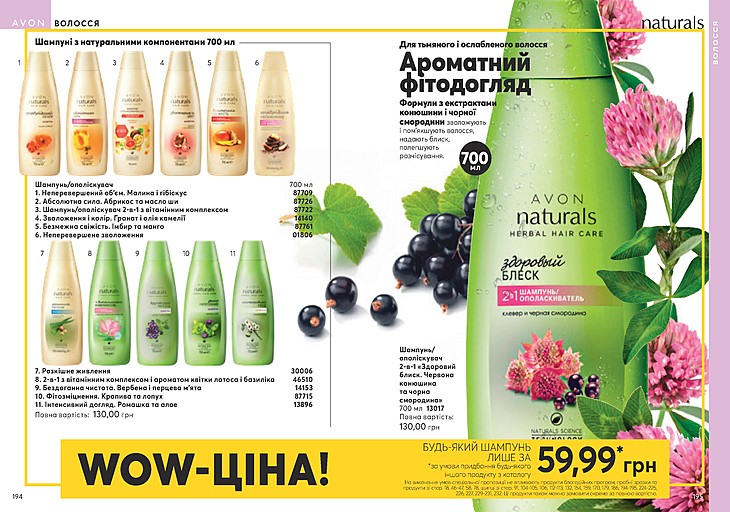 AVON ВОЛОССЯ
Шампуні з натуральними компонентами 700 мл
1 2 3 4 5 6
Шампунь/ополіскувач 700 мл
1. Неперевершений об'єм. Малина і гібіскус 87709
2. Абсолютна сила. Абрикос та масло ши 87726
3. Шампунь/ополіскувач 2-в-1 з вітамінним комплексом 87722
4. Зволоження і колір. Гранат і олія камелії 14140
5. Безмежна свіжість. Імбир та манго 87761
6. Неперевершене зволоження 01806
7 8 9 10 11
7. Розкішне живлення 30006
8. 2-в-1 з вітамінним комплексом і ароматом квітки лотоса і базиліка 46510
9. Бездоганна чистота. Вербена і перцева м'ята 14153
10. Фітозміцнення. Кропива та лопух 87715
11. Інтенсивний догляд. Ромашка та алое 13896
Повна вартість: 130,00 грн
naturals
ВОЛОССЯ
Для тьмяного і ослабленого волосся
Ароматний
фітодогляд
Формули з екстрактами
конюшини і чорної
смородини зволожують
і пом'якшують волосся,
надають блиск,
полегшують
розчісування.
700
мл
AVON
naturals
HERBAL HAIR CARE
здоровый
БЛЕСК
2в1 ШАМПУНЬ/
ОПОЛАСКИВАТЕЛЬ
клевер и черная смородина
NATURALS SCIENCE
TECHNOLOGY
Шампунь/
ополіскувач
2-в-1 «Здоровий
блиск. Червона
конюшина
та чорна
смородина»
700 мл 13017
Повна вартість:
130,00 грн
WOW-ЦІНА!
БУДЬ-ЯКИЙ ШАМПУНЬ
ЛИШЕ ЗА
*за умови придбання будь-якого
іншого продукту з каталогу
59,99* грн
194
195